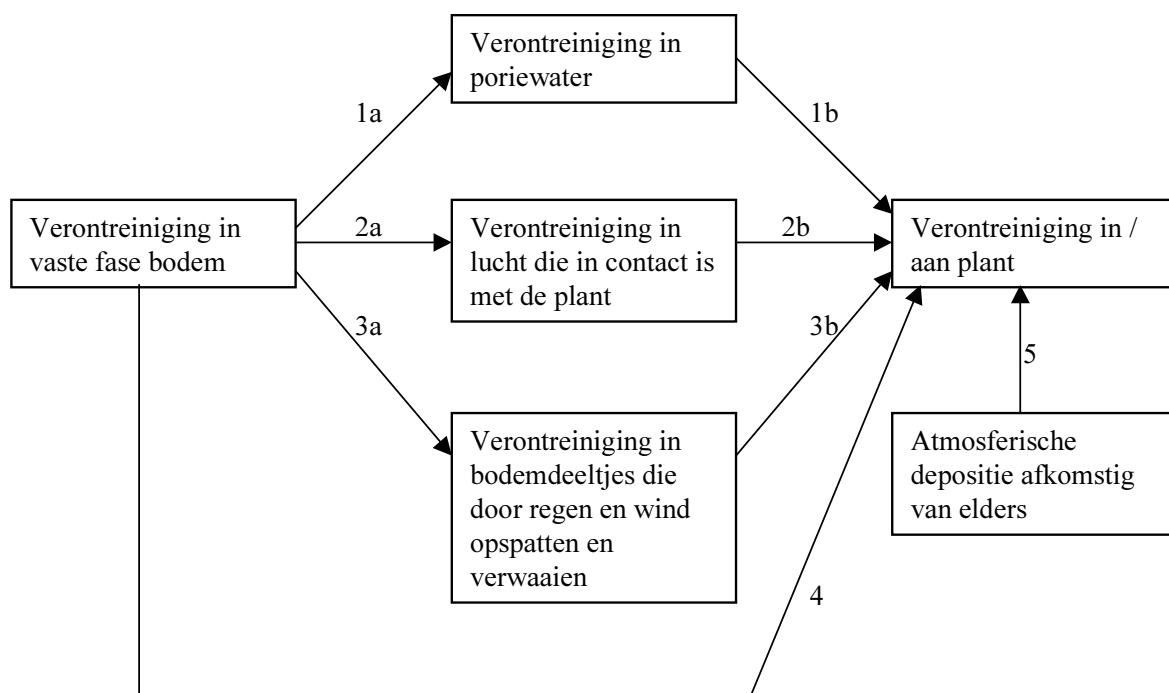 Verontreiniging in
poriewater
1a
1b
Verontreiniging in
vaste fase bodem
2a
Verontreiniging in
lucht die in contact is
met de plant
2b
Verontreiniging in /
aan plant
3a
3b
5
Verontreiniging in
bodemdeeltjes die
door regen en wind
opspatten en
verwaaien
Atmosferische
depositie afkomstig
van elders
4